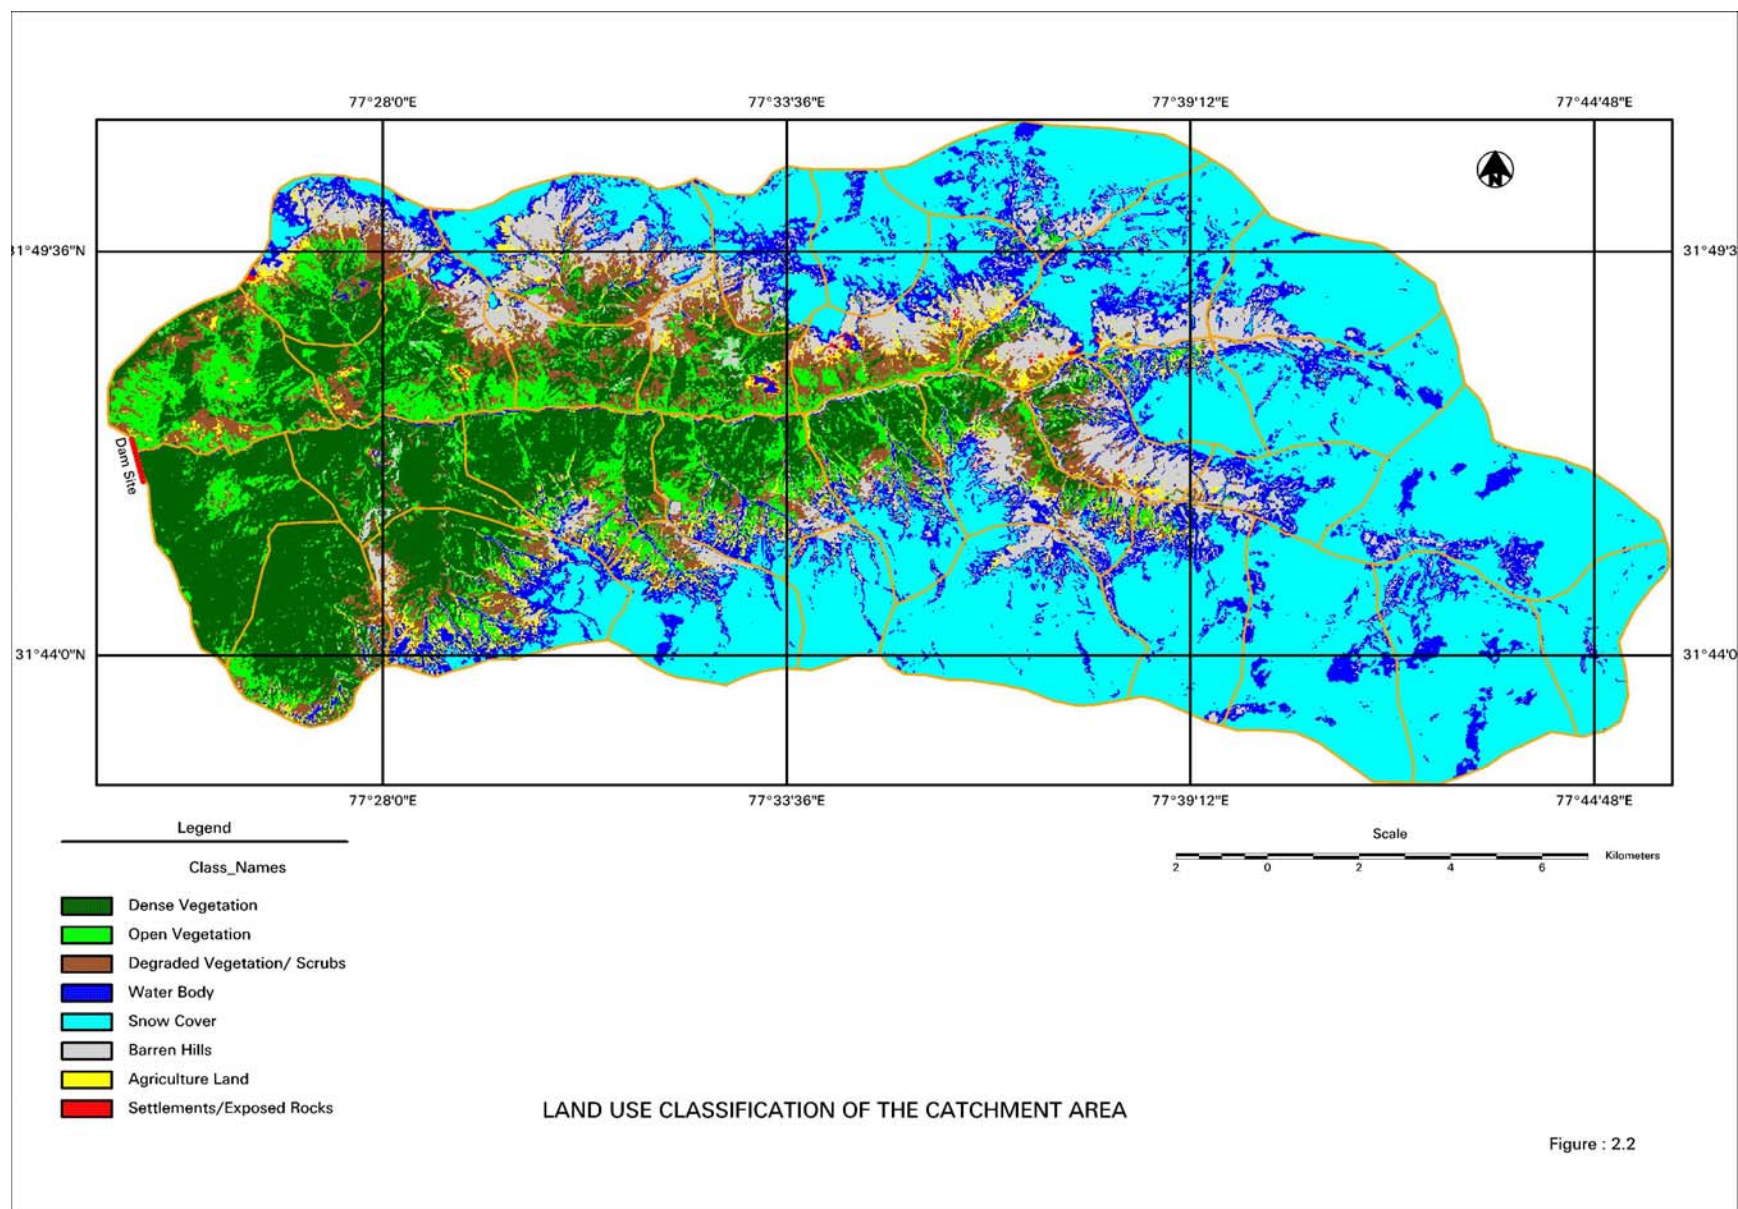 77°28'0"E 77°33'36"E 77°39'12"E 77°44'48"E
N
31°49'36"N 31°49'3
Dam Site
31°44'0"N 31°44'0
77°28'0"E 77°33'36"E 77°39'12"E 77°44'48"E
Legend
Class_Names
Dense Vegetation
Open Vegetation
Degraded Vegetation/ Scrubs
Water Body
Snow Cover
Barren Hills
Agriculture Land
Settlements/Exposed Rocks
Scale
2 0 2 4 6 Kilometers
LAND USE CLASSIFICATION OF THE CATCHMENT AREA
Figure : 2.2